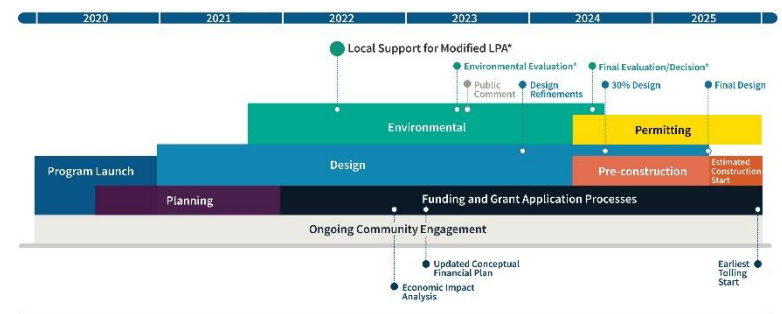 2020 2021 2022 2023 2024 2025
Local Support for Modified LPA*
Environmental Evaluation* Final Evaluation/Decision*
Public
Comment
Design
Refinements
30% Design
Final Design
Environmental
Permitting
Program Launch
Design
Pre-construction
Estimated
Construction
Start
Planning
Funding and Grant Application Processes
Ongoing Community Engagement
Updated Conceptual
Financial Plan
Earliest
Tolling
Start
Economic Impact
Analysis